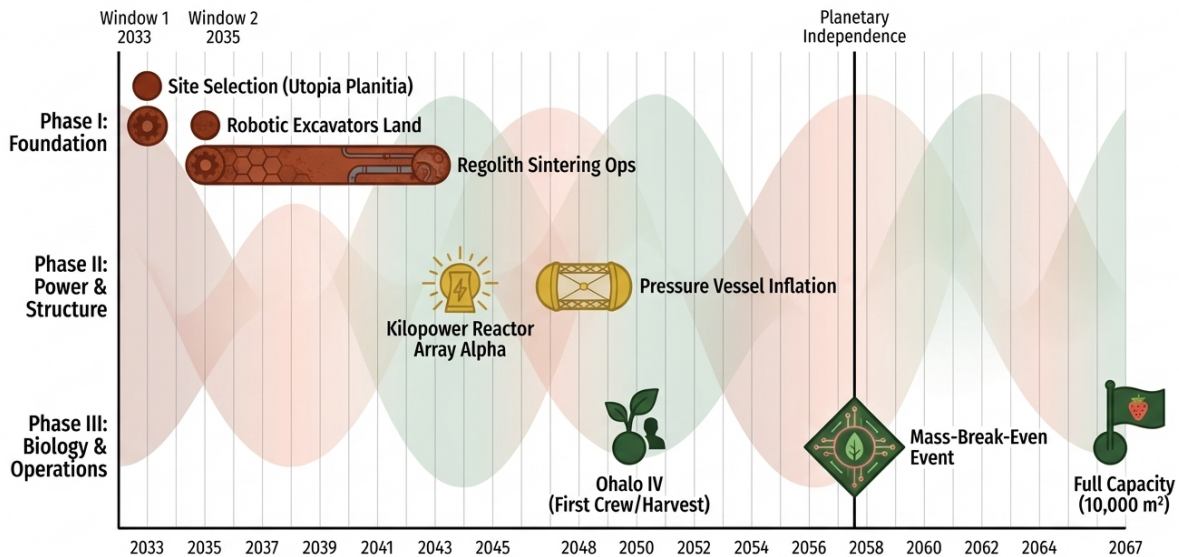 Window 1
2033
Window 2
2035
Planetary
Independence
Phase I:
Foundation
Site Selection (Utopia Planitia)
Robotic Excavators Land
Regolith Sintering Ops
Phase II:
Power &
Structure
Kilopower Reactor
Array Alpha
Pressure Vessel Inflation
Phase III:
Biology &
Operations
Ohalo IV
(First Crew/Harvest)
Mass-Break-Even
Event
Full Capacity
(10,000 m²)
2033 2035 2037 2039 2041 2043 2045 2048 2050 2052 2054 2056 2058 2060 2062 2064 2067